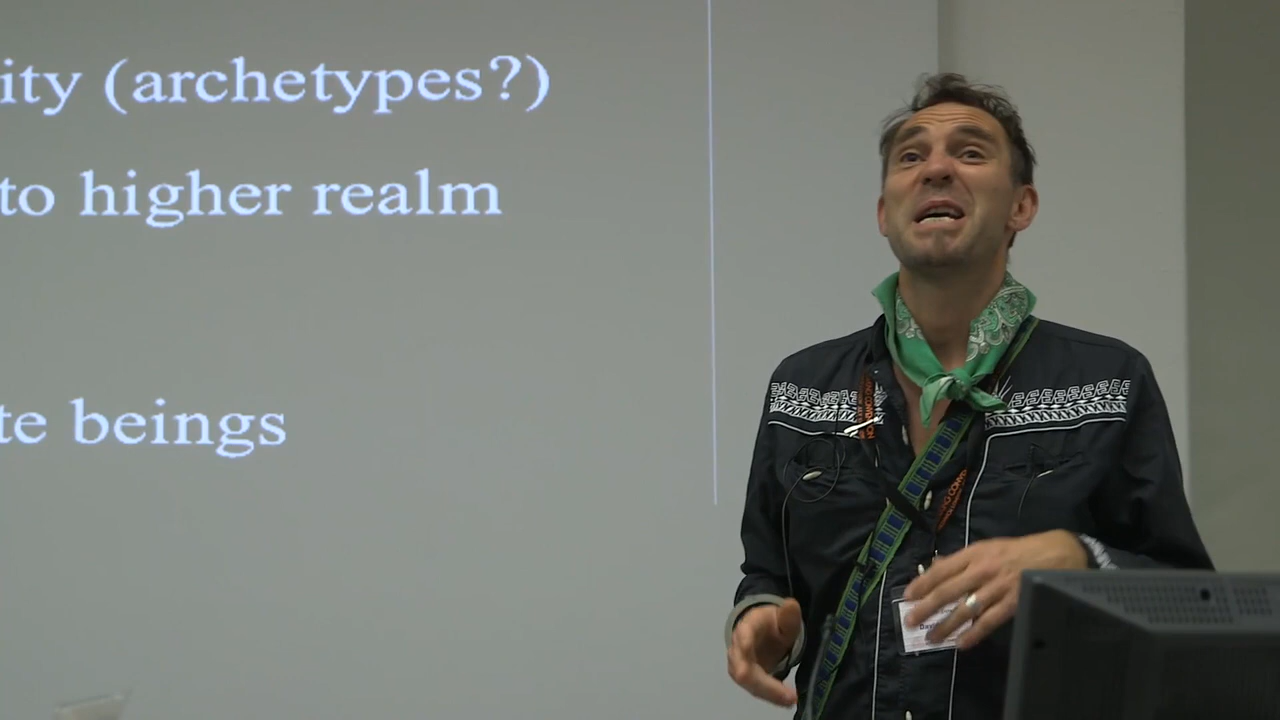 ity (archetypes?)
to higher realm
te beings